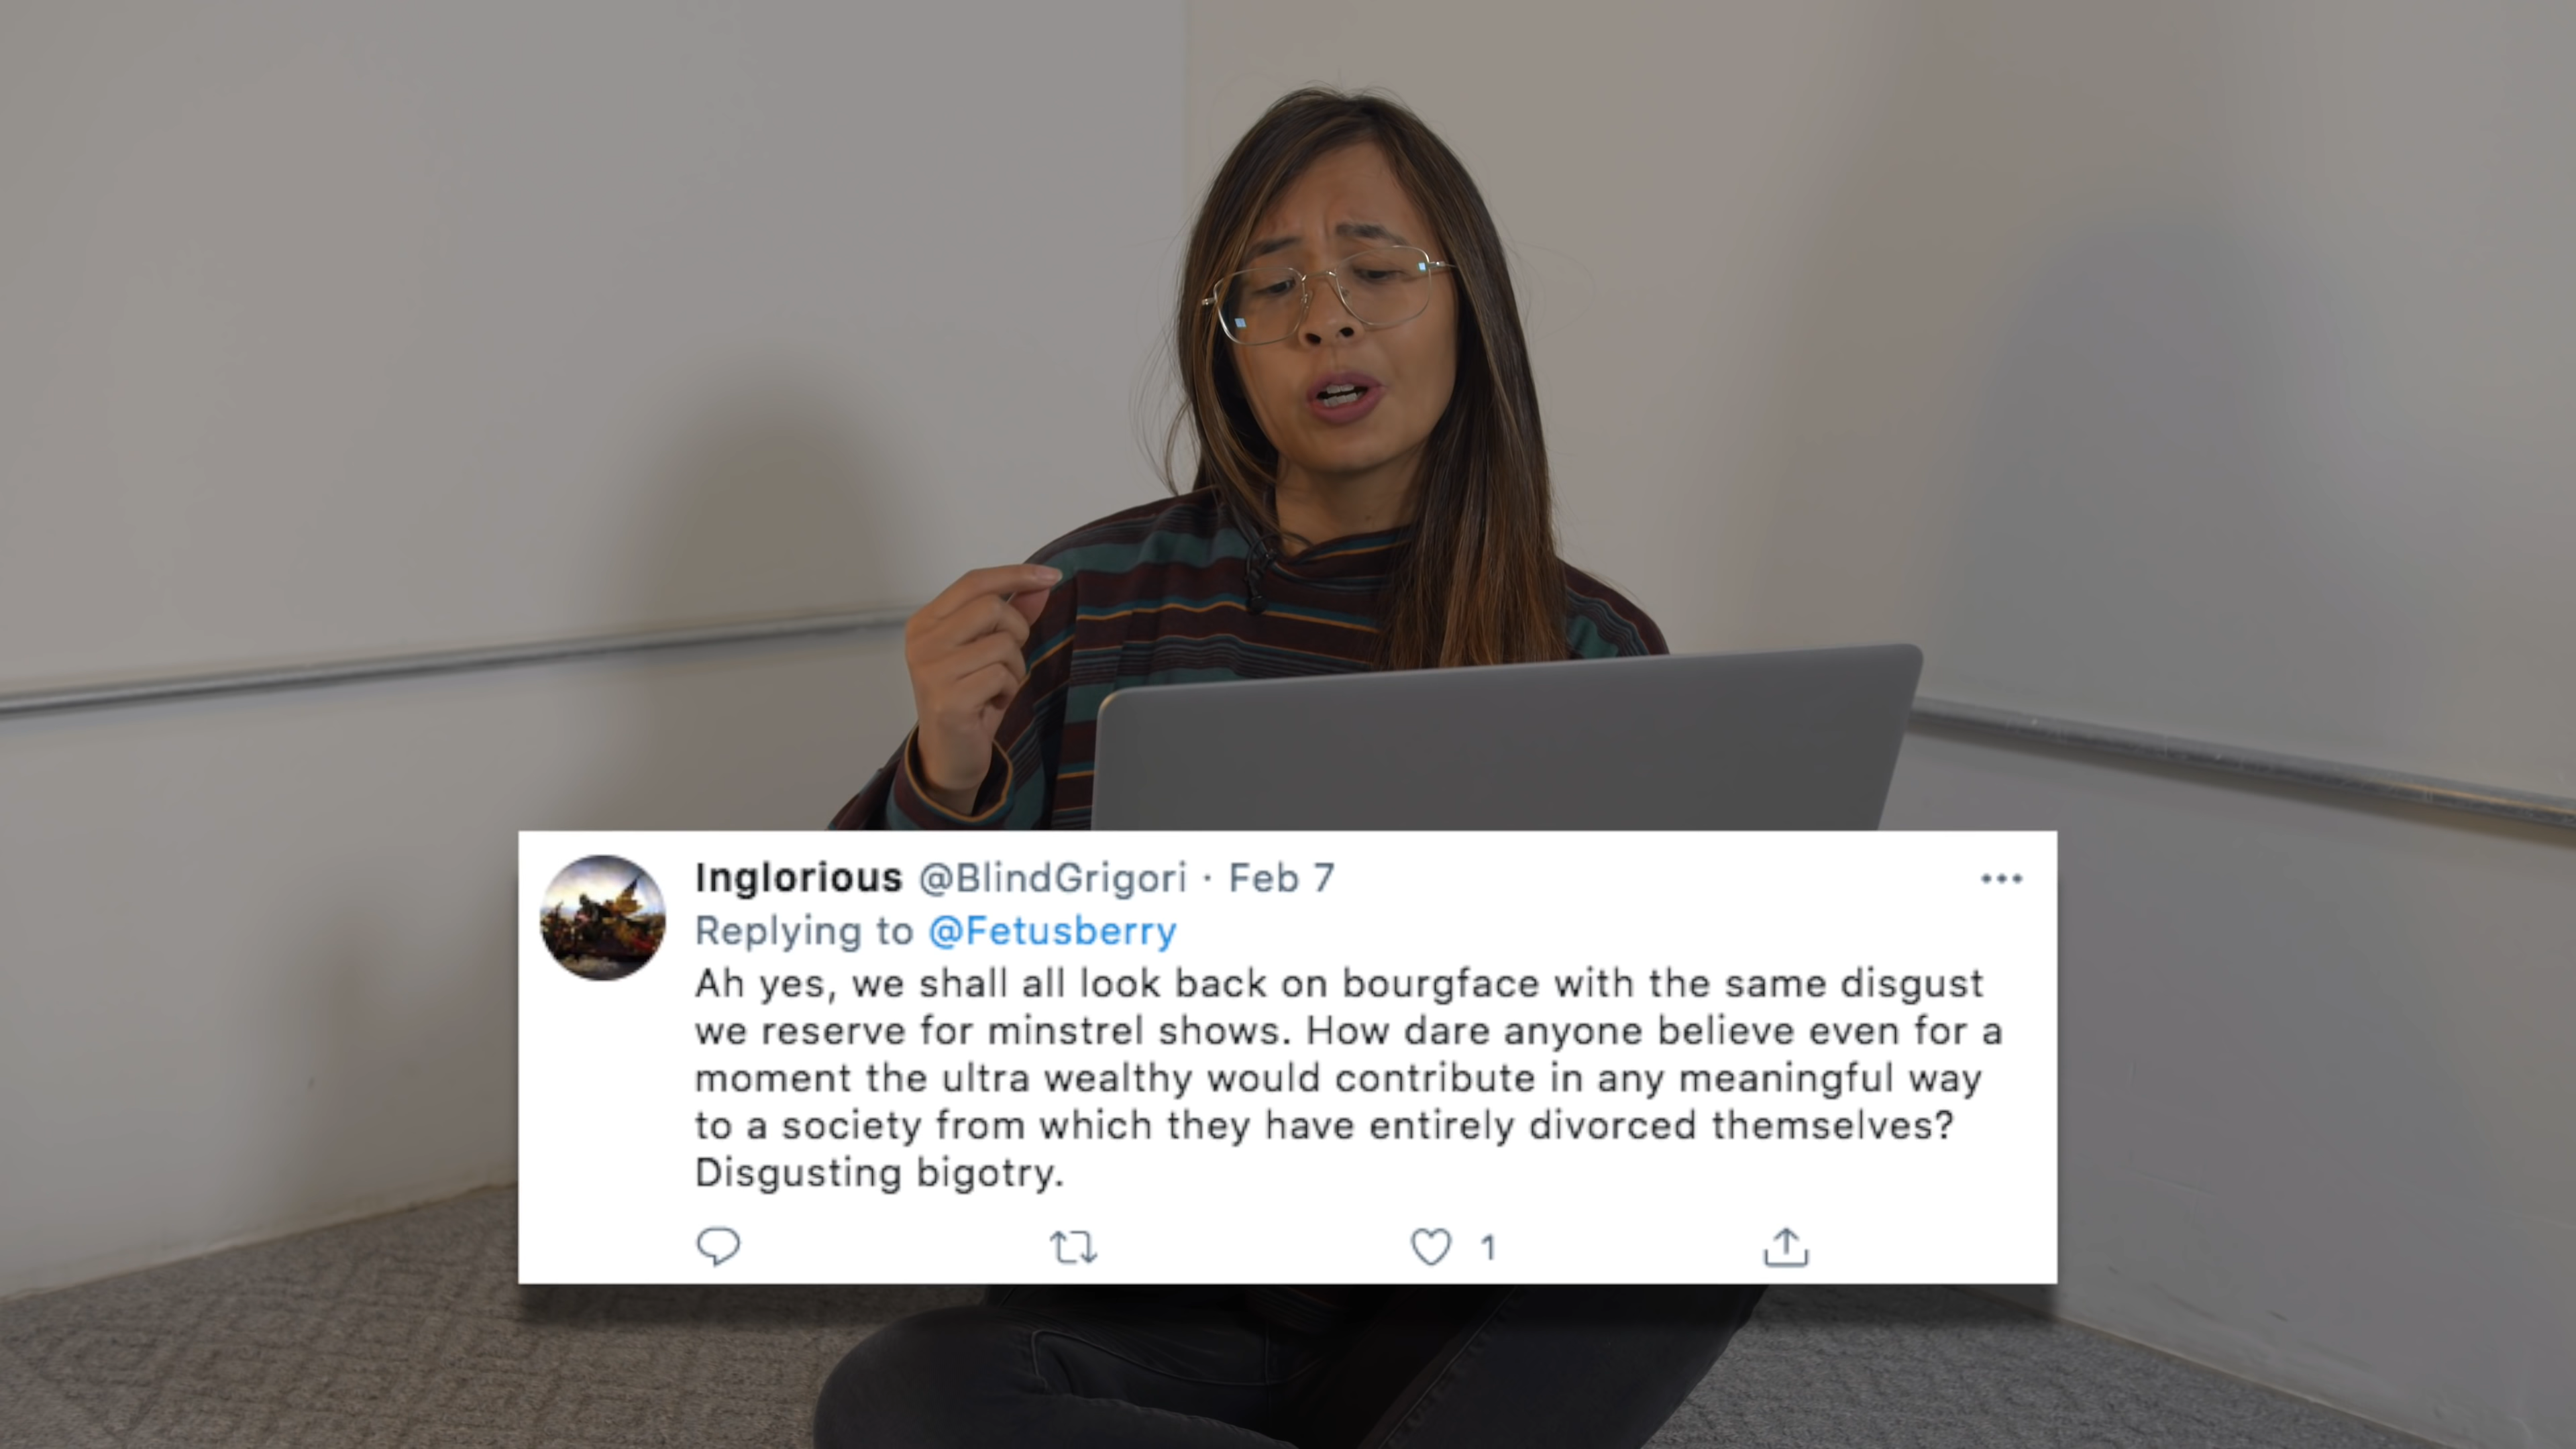 Inglorious @BlindGrigori · Feb 7
Replying to @Fetusberry
Ah yes, we shall all look back on bourgface with the same disgust
we reserve for minstrel shows. How dare anyone believe even for a
moment the ultra wealthy would contribute in any meaningful way
to a society from which they have entirely divorced themselves?
Disgusting bigotry.
1